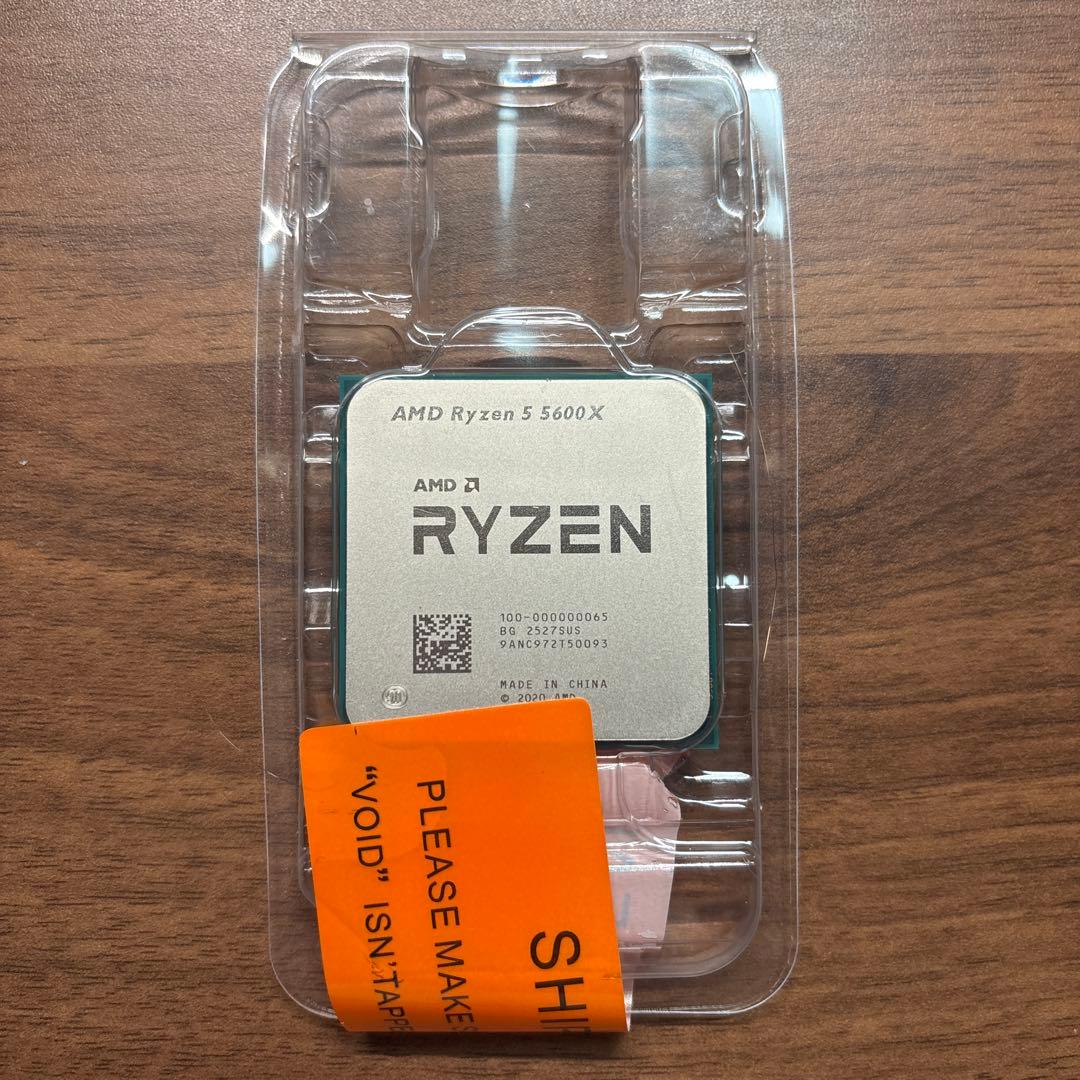 AMD Ryzen 5 5600X
AMD
RYZEN
100-000000065
BG 2527SUS
9ANC972T50093
MADE IN CHINA
© 2020 AMD
SHI
PLEASE MAKE
"VOID" ISN'T APPE